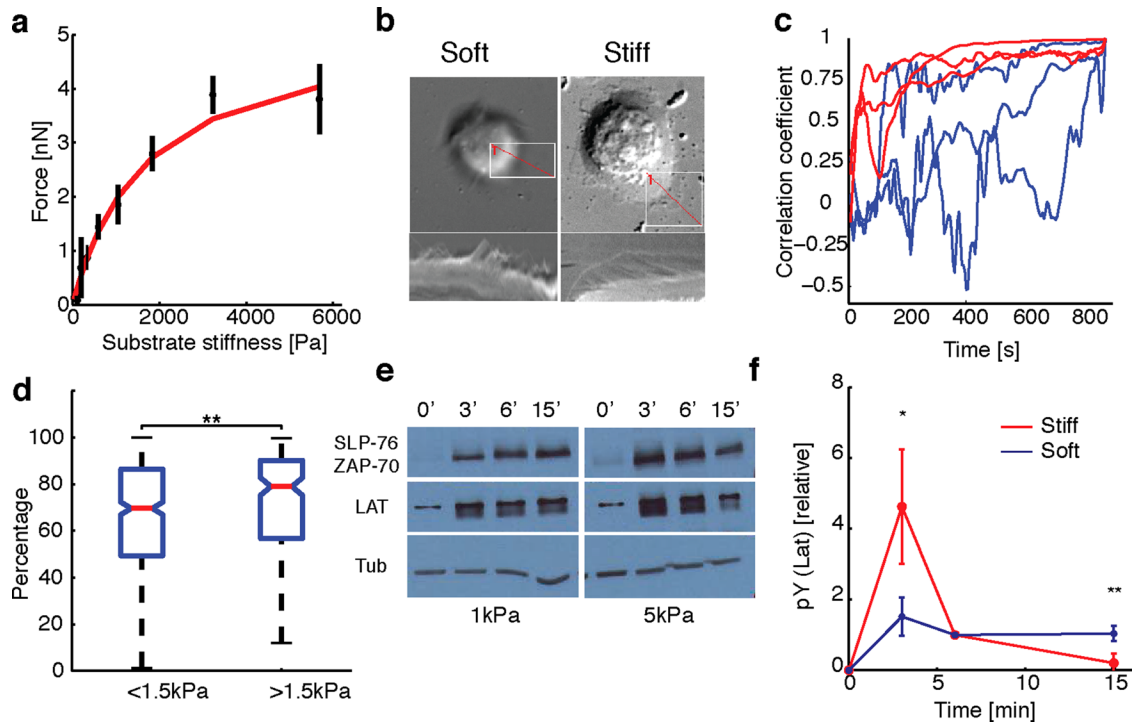 a
Force [nN]
5
4
3
2
1
0
0 2000 4000 6000
Substrate stiffness [Pa]
b
Soft Stiff
1 1
c
Correlation coefficient
1
0.75
0.5
0.25
0
−0.25
−0.5
0 200 400 600 800
Time [s]
d
**
Percentage
100
80
60
40
20
0
<1.5kPa >1.5kPa
e
0’ 3’ 6’ 15’ 0’ 3’ 6’ 15’
SLP-76
ZAP-70
LAT
Tub
1kPa 5kPa
f
pY (Lat) [relative]
8
6
4
2
0
*
**
Stiff
Soft
0 5 10 15
Time [min]